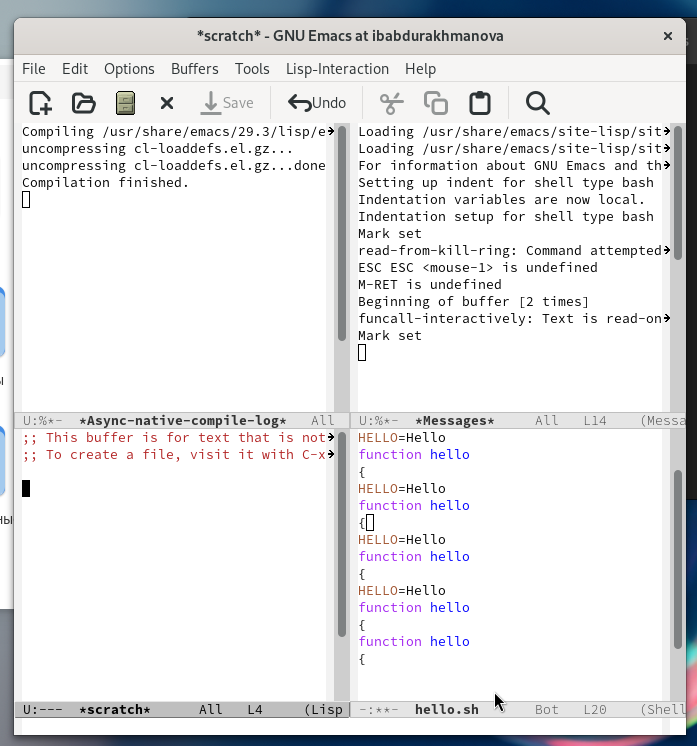 *scratch* - GNU Emacs at ibabdurakhmanova
File Edit Options Buffers Tools Lisp-Interaction Help
Save Undo
Compiling /usr/share/emacs/29.3/lisp/e
uncompressing cl-loaddefs.el.gz...
uncompressing cl-loaddefs.el.gz...done
Compilation finished.
U:%*- *Async-native-compile-log* All
Loading /usr/share/emacs/site-lisp/sit
Loading /usr/share/emacs/site-lisp/sit
For information about GNU Emacs and th
Setting up indent for shell type bash
Indentation variables are now local.
Indentation setup for shell type bash
Mark set
read-from-kill-ring: Command attempted
ESC ESC <mouse-1> is undefined
M-RET is undefined
Beginning of buffer [2 times]
funcall-interactively: Text is read-on
Mark set
U:%*- *Messages* All L14 (Messa
;; This buffer is for text that is not
;; To create a file, visit it with C-x
U:--- *scratch* All L4 (Lisp
HELLO=Hello
function hello
{
HELLO=Hello
function hello
{
HELLO=Hello
function hello
{
HELLO=Hello
function hello
{
function hello
{
-:**- hello.sh Bot L20 (Shell
ы
ны